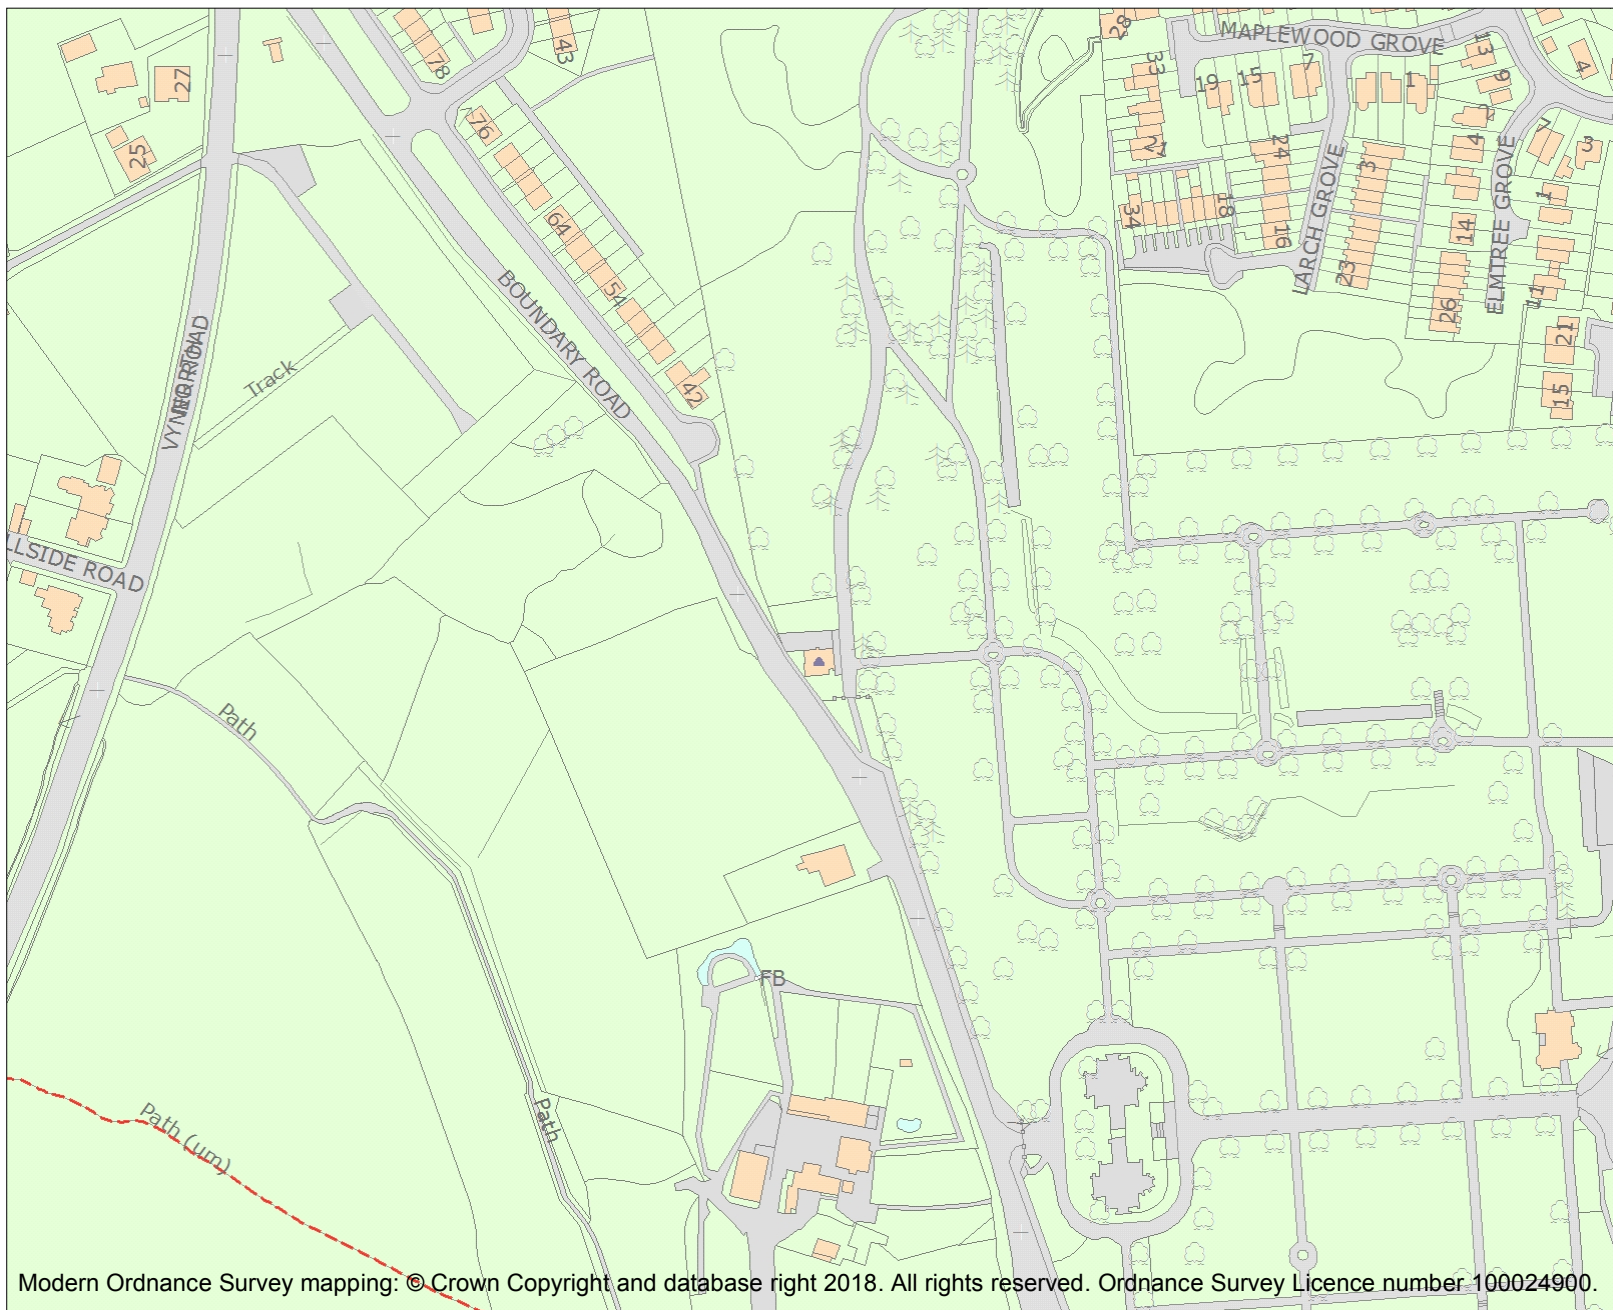 MAPLEWOOD GROVE
28
33
19
15
7
1
13
9
4
27
43
78
76
25
27
2
4
7
3
1
24
3
34
18
16
14
LARCH GROVE
ELMTREE GROVE
64
54
23
26
11
21
15
BOUNDARY ROAD
42
VYNER ROAD
NORTH
Track
LLSIDE ROAD
Path
FB
Path
Path (um)
Modern Ordnance Survey mapping: © Crown Copyright and database right 2018. All rights reserved. Ordnance Survey Licence number 100024900.